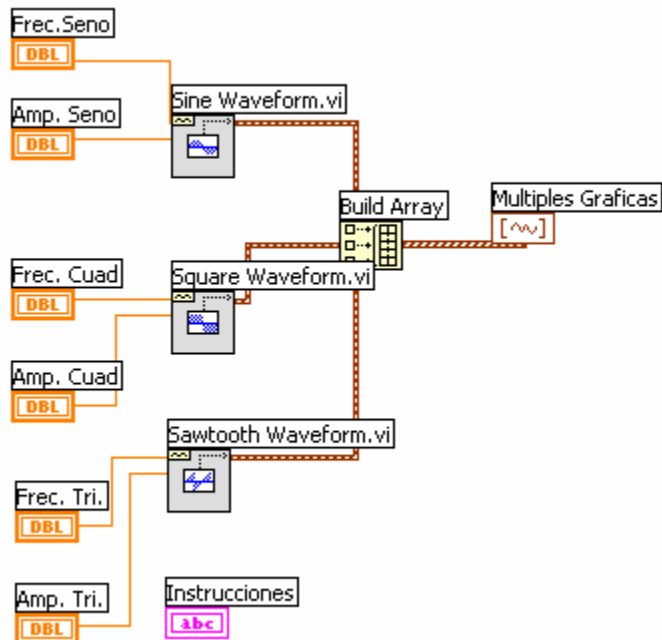 Frec.Seno
DBL
Sine Waveform.vi
Amp. Seno
DBL
Build Array
Multiples Graficas
Frec. Cuad
DBL
Square Waveform.vi
Amp. Cuad
DBL
Sawtooth Waveform.vi
Frec. Tri.
DBL
Amp. Tri.
DBL
Instrucciones
abc